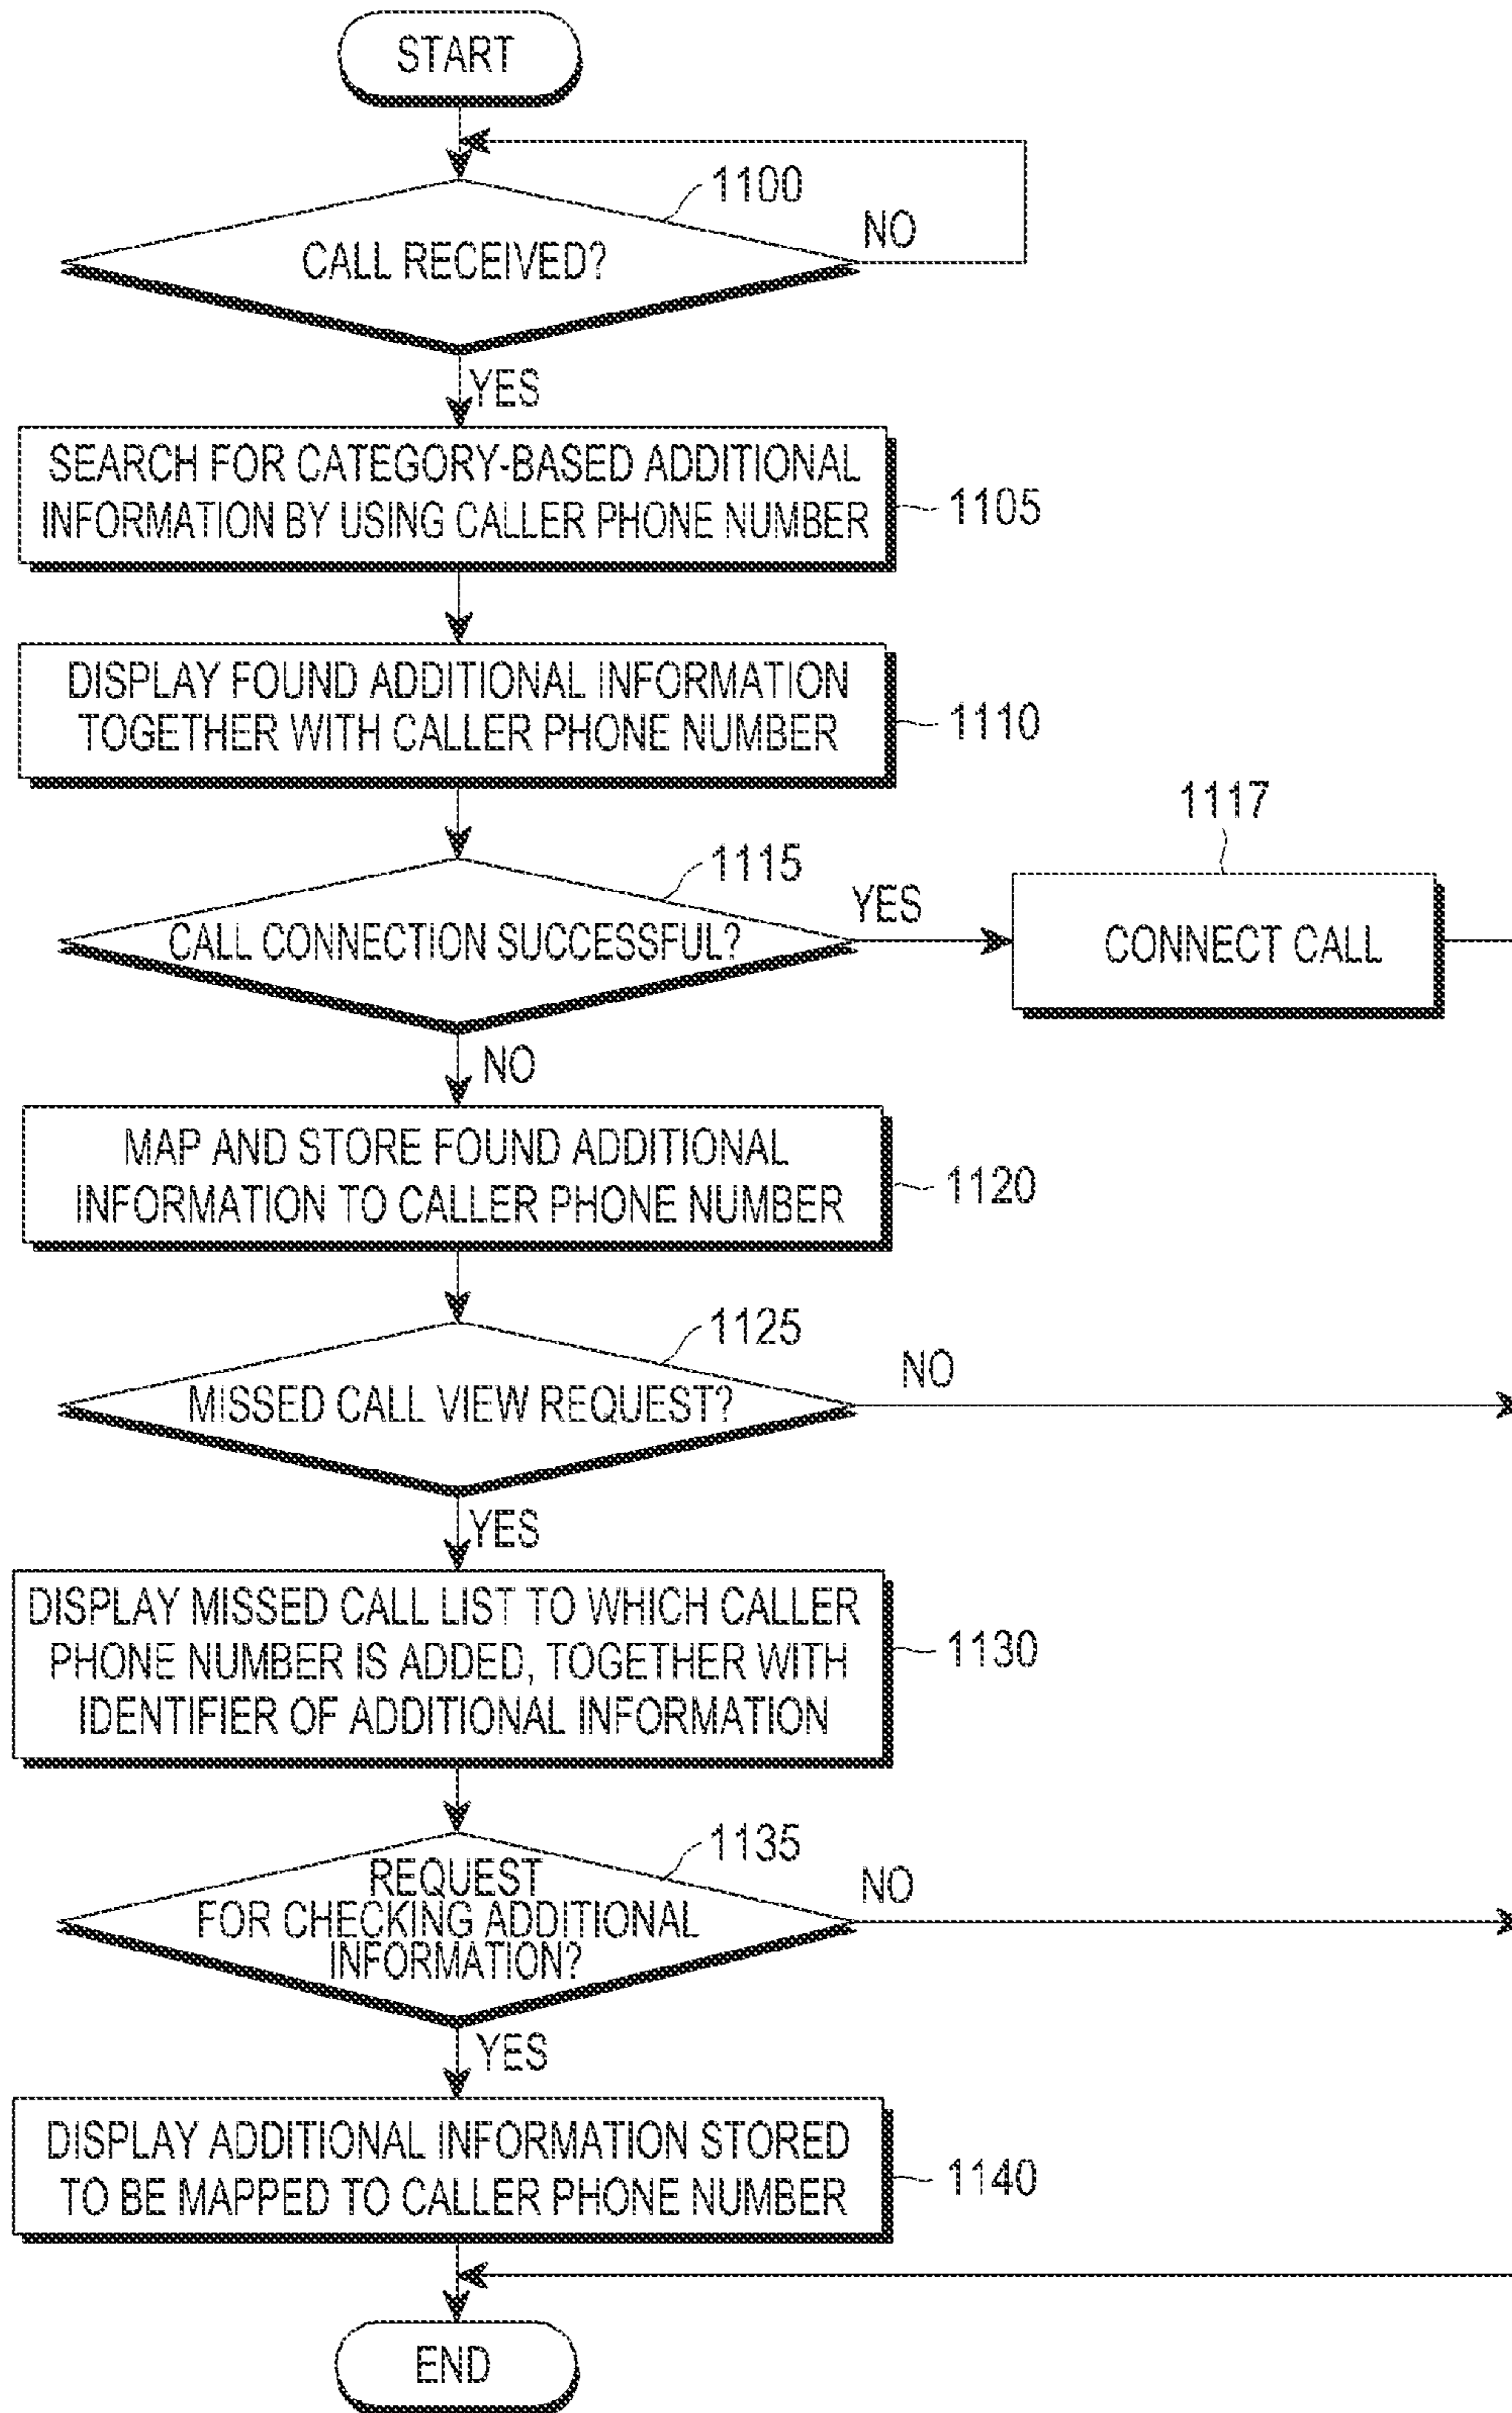 START
1100
NO
CALL RECEIVED?
YES
SEARCH FOR CATEGORY-BASED ADDITIONAL
INFORMATION BY USING CALLER PHONE NUMBER
1105
DISPLAY FOUND ADDITIONAL INFORMATION
TOGETHER WITH CALLER PHONE NUMBER
1110
1117
1115
YES
CALL CONNECTION SUCCESSFUL?
CONNECT CALL
NO
MAP AND STORE FOUND ADDITIONAL
INFORMATION TO CALLER PHONE NUMBER
1120
1125
NO
MISSED CALL VIEW REQUEST?
YES
DISPLAY MISSED CALL LIST TO WHICH CALLER
PHONE NUMBER IS ADDED, TOGETHER WITH
IDENTIFIER OF ADDITIONAL INFORMATION
1130
1135
NO
REQUEST
FOR CHECKING ADDITIONAL
INFORMATION?
YES
DISPLAY ADDITIONAL INFORMATION STORED
TO BE MAPPED TO CALLER PHONE NUMBER
1140
END